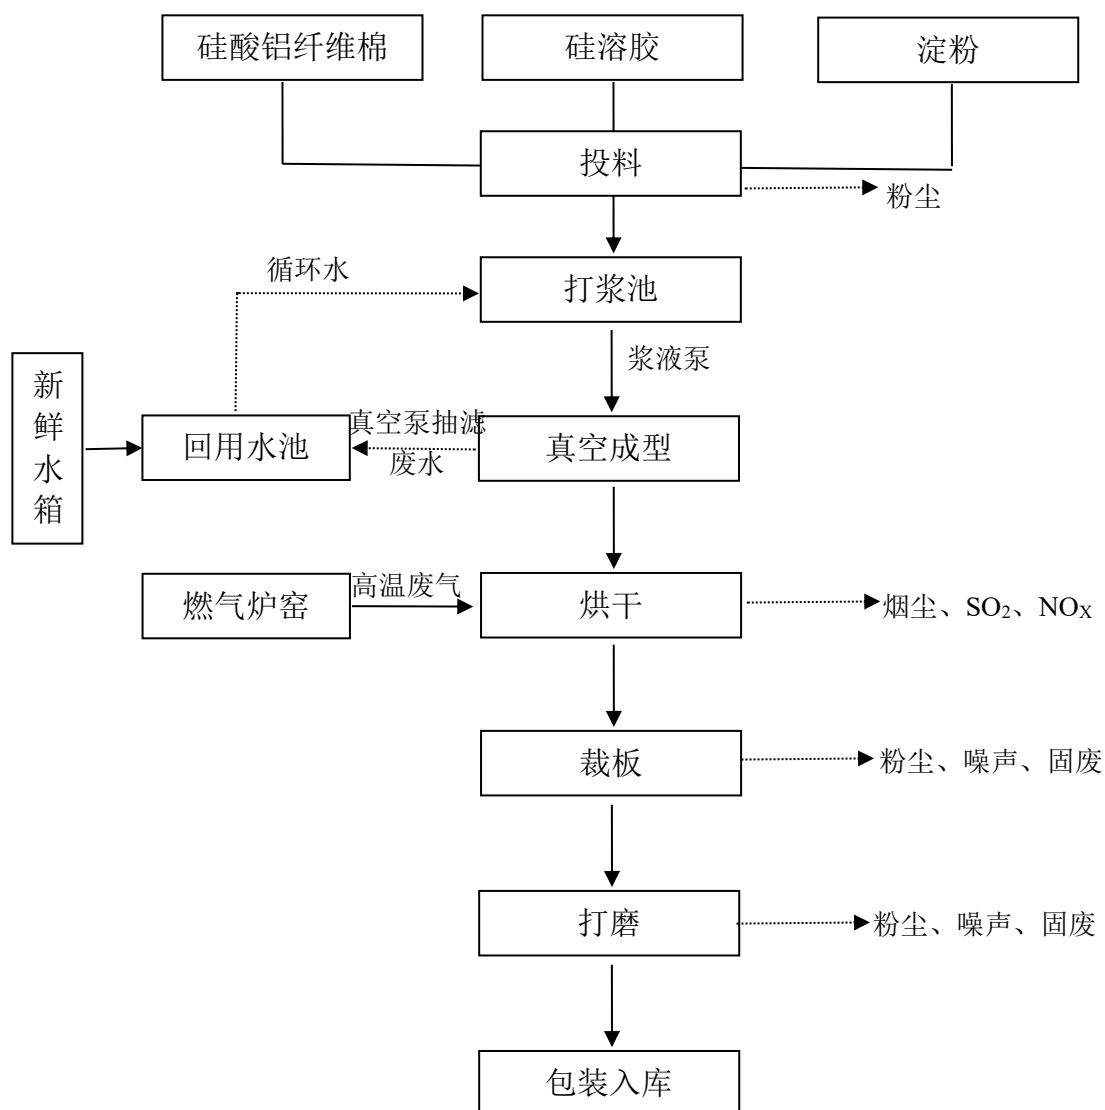 硅酸铝纤维棉
硅溶胶
淀粉
投料
粉尘
循环水
打浆池
浆液泵
新
鲜
水
箱
回用水池
真空泵抽滤
废水
真空成型
燃气炉窑
高温废气
烘干
烟尘、SO₂、NOX
裁板
粉尘、噪声、固废
打磨
粉尘、噪声、固废
包装入库